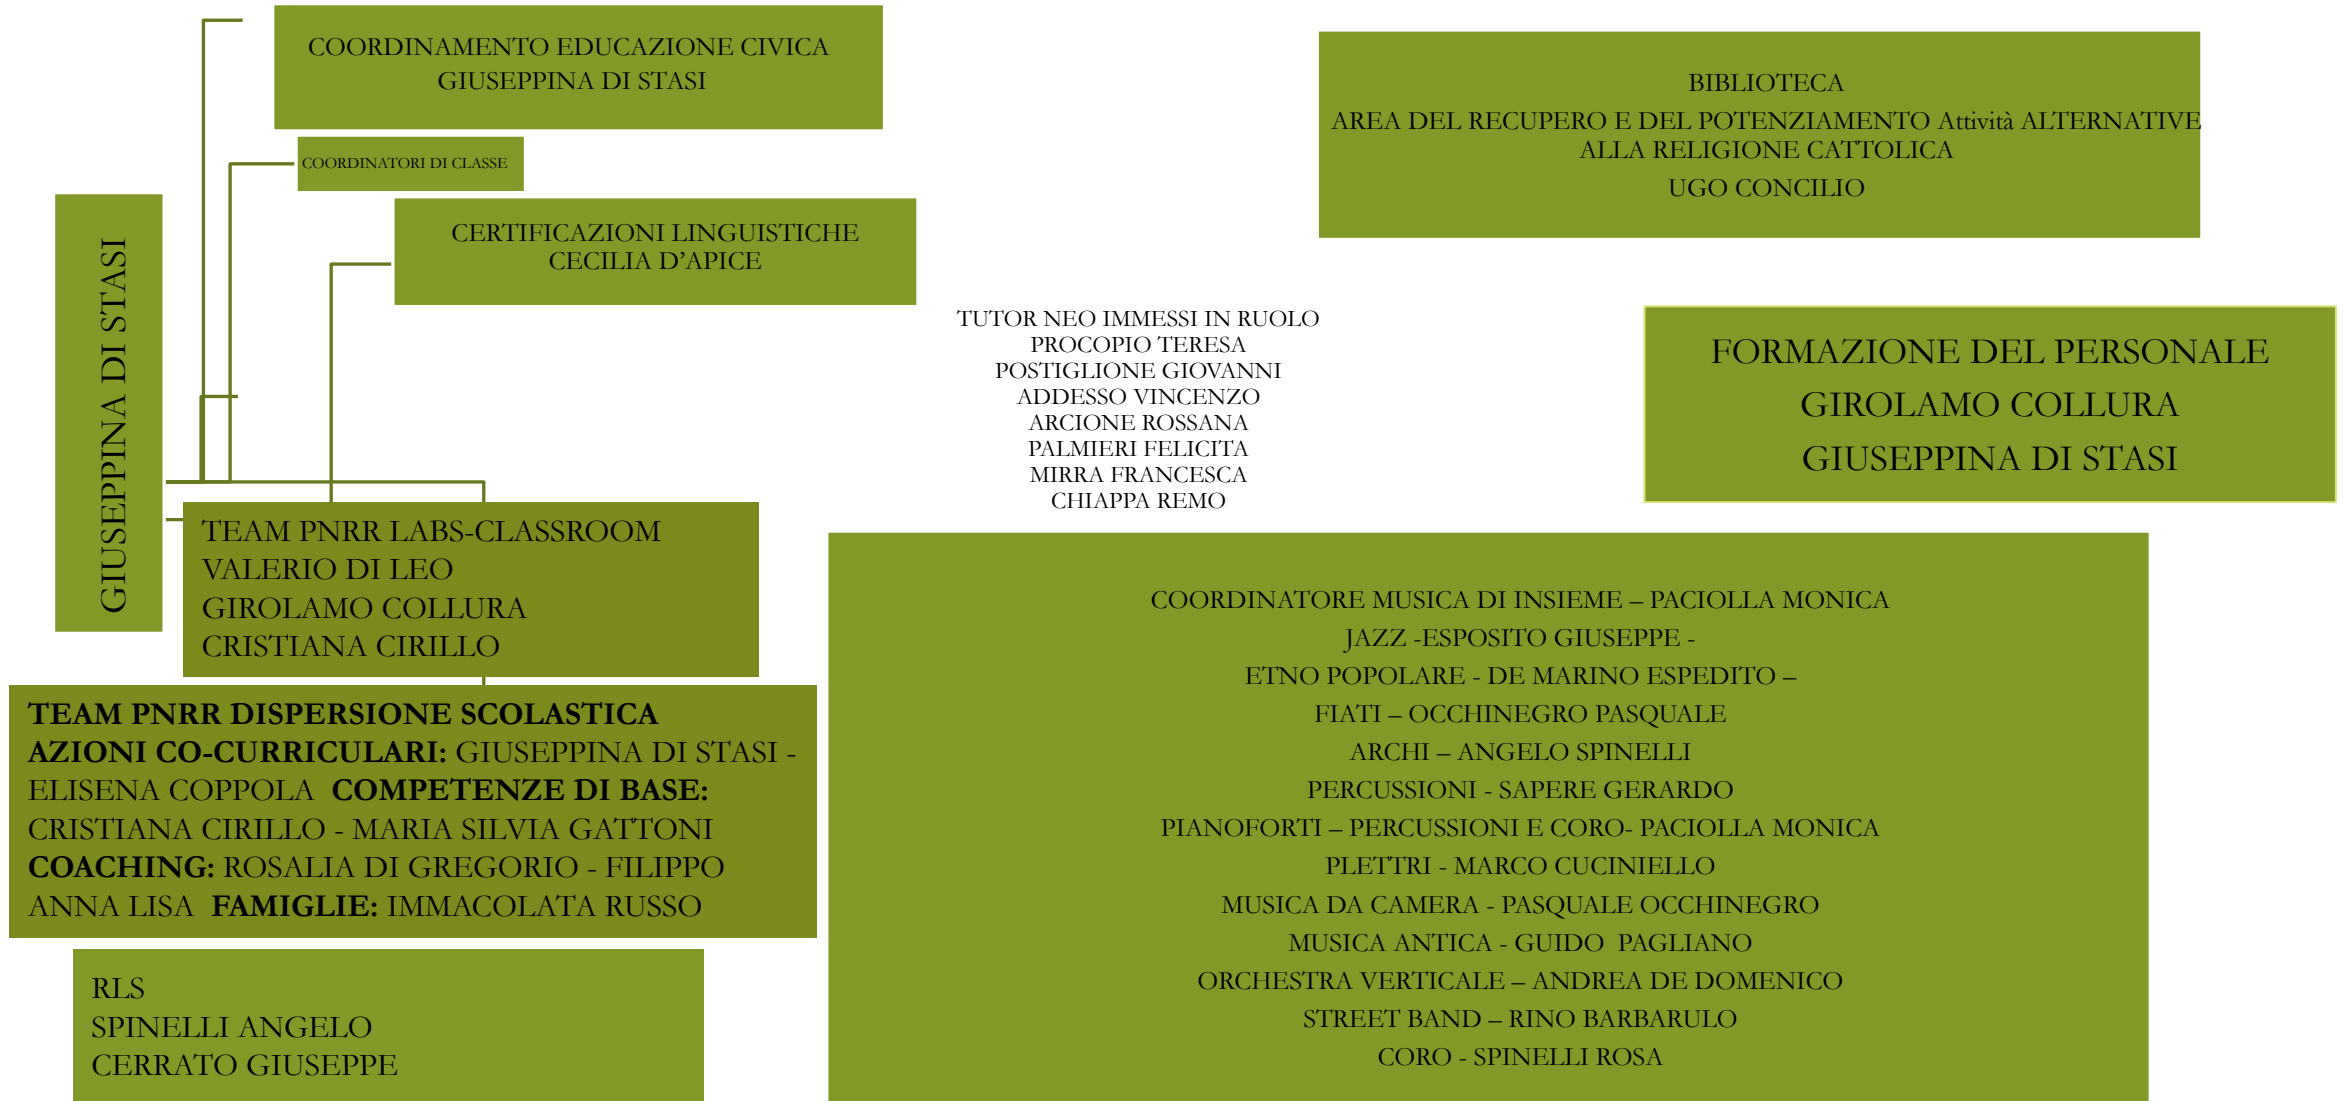 COORDINAMENTO EDUCAZIONE CIVICA
GIUSEPPINA DI STASI
COORDINATORI DI CLASSE
CERTIFICAZIONI LINGUISTICHE
CECILIA D'APICE
GIUSEPPINA DI STASI
BIBLIOTECA
AREA DEL RECUPERO E DEL POTENZIAMENTO Attività ALTERNATIVE
ALLA RELIGIONE CATTOLICA
UGO CONCILIO
TUTOR NEO IMMESSI IN RUOLO
PROCOPIO TERESA
POSTIGLIONE GIOVANNI
ADDESSO VINCENZO
ARCIONE ROSSANA
PALMIERI FELICITA
MIRRA FRANCESCA
CHIAPPA REMO
FORMAZIONE DEL PERSONALE
GIROLAMO COLLURA
GIUSEPPINA DI STASI
TEAM PNRR LABS-CLASSROOM
VALERIO DI LEO
GIROLAMO COLLURA
CRISTIANA CIRILLO
TEAM PNRR DISPERSIONE SCOLASTICA
AZIONI CO-CURRICULARI: GIUSEPPINA DI STASI -
ELISENA COPPOLA COMPETENZE DI BASE:
CRISTIANA CIRILLO - MARIA SILVIA GATTONI
COACHING: ROSALIA DI GREGORIO - FILIPPO
ANNA LISA FAMIGLIE: IMMACOLATA RUSSO
RLS
SPINELLI ANGELO
CERRATO GIUSEPPE
COORDINATORE MUSICA DI INSIEME – PACIOLLA MONICA
JAZZ -ESPOSITO GIUSEPPE -
ETNO POPOLARE - DE MARINO ESPEDITO –
FIATI – OCCHINEGRO PASQUALE
ARCHI – ANGELO SPINELLI
PERCUSSIONI - SAPERE GERARDO
PIANOFORTI – PERCUSSIONI E CORO- PACIOLLA MONICA
PLETTRI - MARCO CUCINIELLO
MUSICA DA CAMERA - PASQUALE OCCHINEGRO
MUSICA ANTICA - GUIDO PAGLIANO
ORCHESTRA VERTICALE – ANDREA DE DOMENICO
STREET BAND – RINO BARBARULO
CORO - SPINELLI ROSA